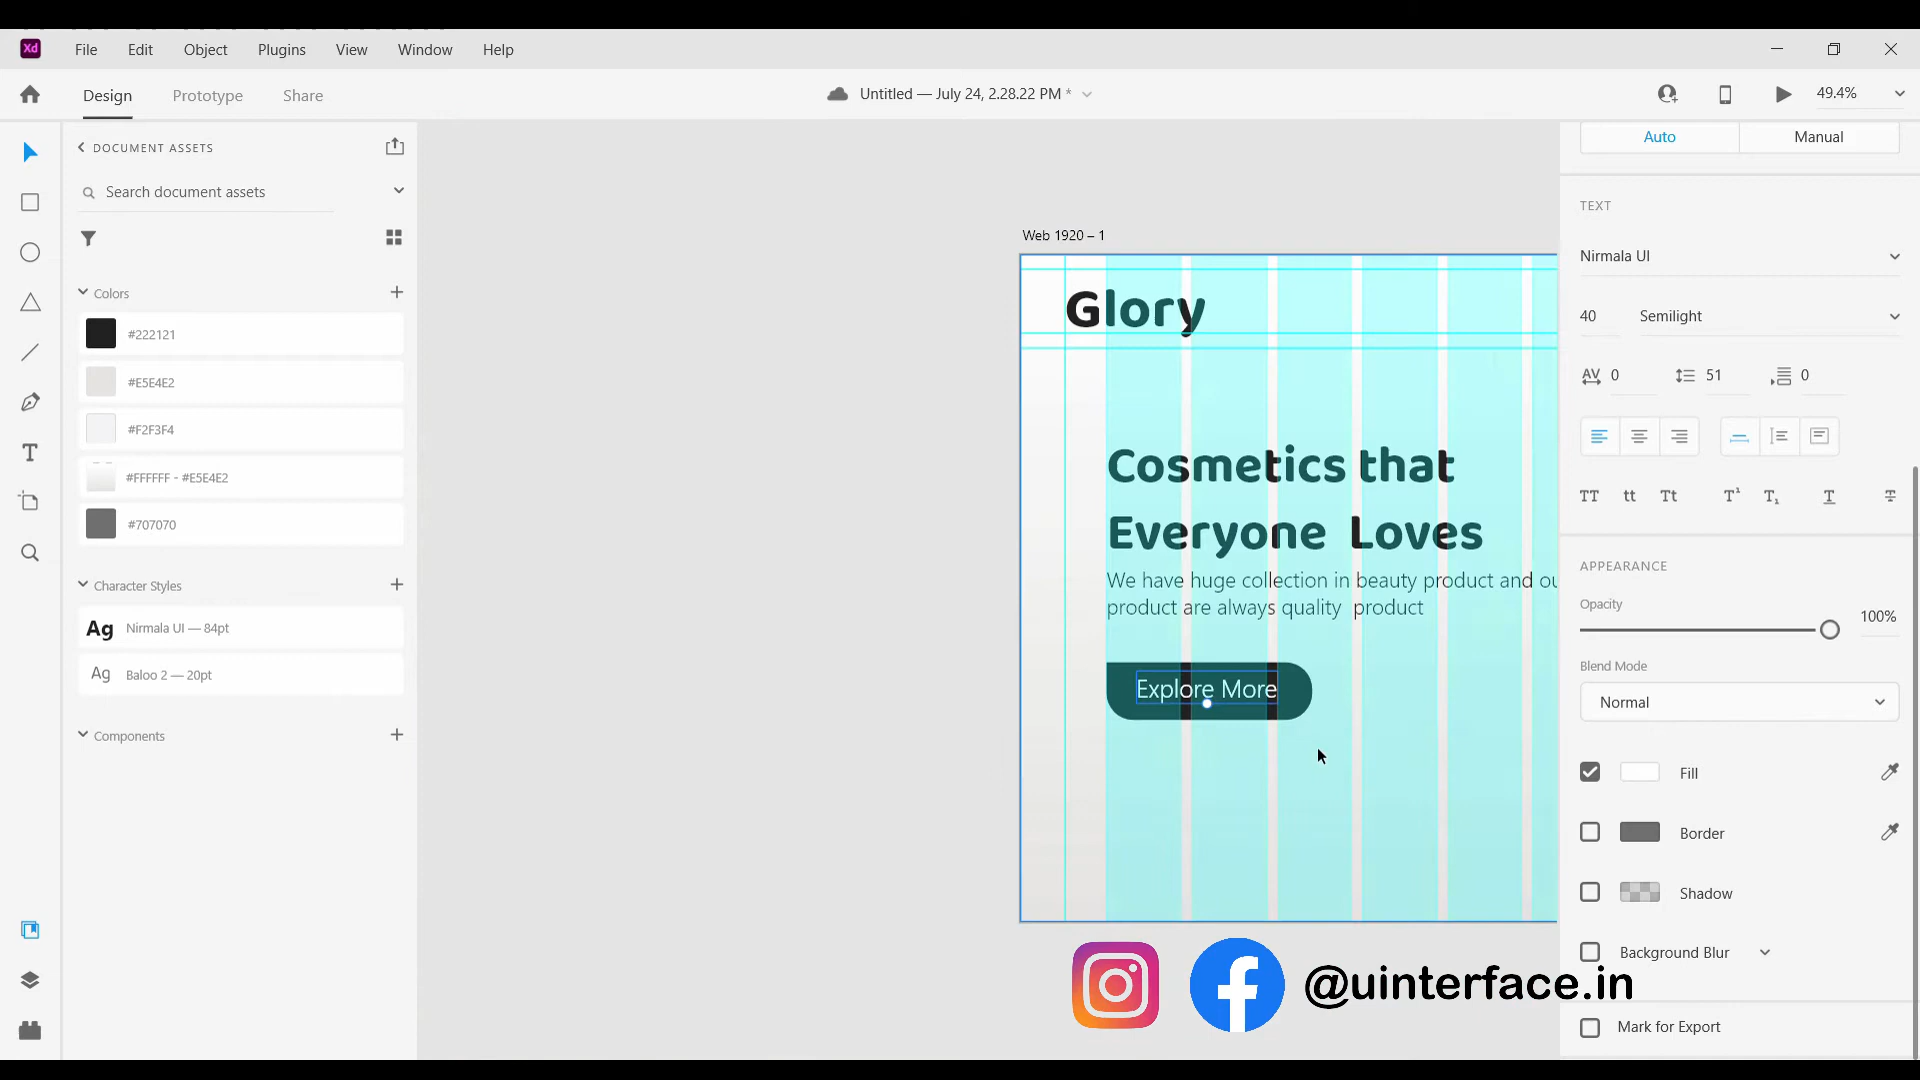 Xd File Edit Object Plugins View Window Help
Design Prototype Share
Untitled — July 24, 2.28.22 PM *
49.4%
DOCUMENT ASSETS
Search document assets
Colors
#222121
#E5E4E2
#F2F3F4
#FFFFFF - #E5E4E2
#707070
Character Styles
Ag Nirmala UI — 84pt
Ag Baloo 2 — 20pt
Components
Web 1920 – 1
Glory
Cosmetics that
Everyone Loves
We have huge collection in beauty product and
product are always quality product
Explore More
@uinterface.in
Auto Manual
TEXT
Nirmala UI
40 Semilight
AV 0 51 0
TT tt Tt T¹ T₁ T T
APPEARANCE
Opacity
100%
Blend Mode
Normal
Fill
Border
Shadow
Background Blur
Mark for Export